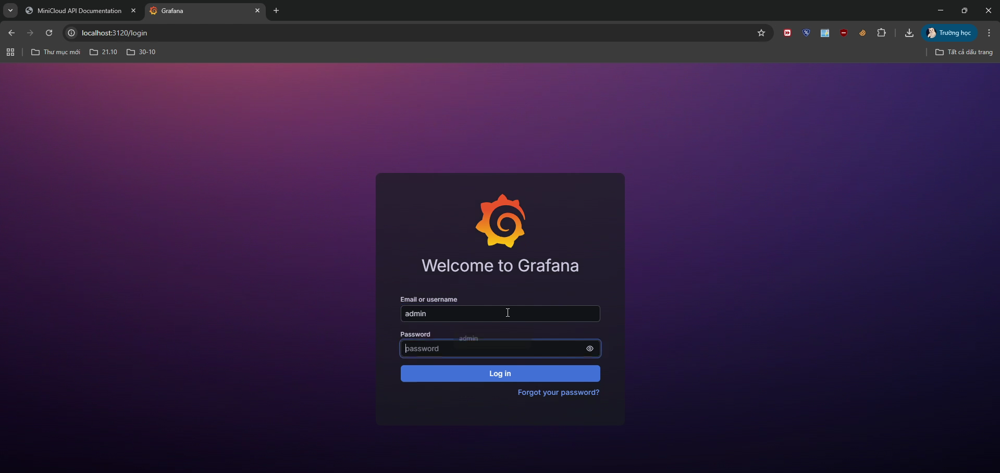 MiniCloud API Documentation
Grafana
localhost:3120/login
Trường học
Thư mục mới
21.10
30-10
Tất cả dấu trang
Welcome to Grafana
Email or username
admin
Password
admin
password
Log in
Forgot your password?